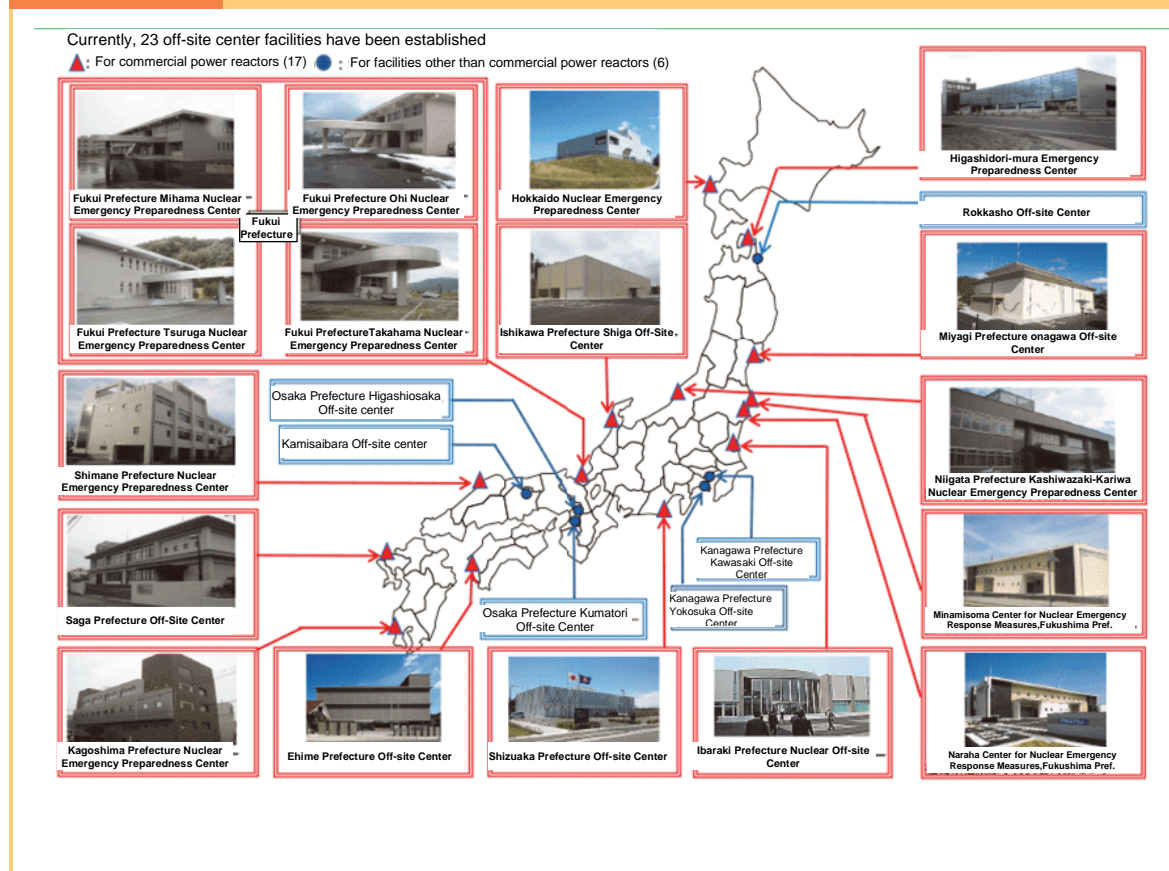 Currently, 23 off-site center facilities have been established
: For commercial power reactors (17) : For facilities other than commercial power reactors (6)
Fukui Prefecture Mihama Nuclear
Emergency Preparedness Center
Fukui Prefecture Ohi Nuclear
Emergency Preparedness Center
Fukui
Prefecture
Fukui Prefecture Tsuruga Nuclear
Emergency Preparedness Center
Fukui PrefectureTakahama Nuclear
Emergency Preparedness Center
Hokkaido Nuclear Emergency
Preparedness Center
Ishikawa Prefecture Shiga Off-Site
Center
Higashidori-mura Emergency
Preparedness Center
Rokkasho Off-site Center
Miyagi Prefecture onagawa Off-site
Center
Shimane Prefecture Nuclear
Emergency Preparedness Center
Osaka Prefecture Higashiosaka
Off-site center
Kamisaibara Off-site center
Niigata Prefecture Kashiwazaki-Kariwa
Nuclear Emergency Preparedness Center
Saga Prefecture Off-Site Center
Osaka Prefecture Kumatori
Off-site Center
Kanagawa Prefecture
Kawasaki Off-site
Center
Kanagawa Prefecture
Yokosuka Off-site
Center
Minamisoma Center for Nuclear Emergency
Response Measures,Fukushima Pref.
Kagoshima Prefecture Nuclear
Emergency Preparedness Center
Ehime Prefecture Off-site Center
Shizuaka Prefecture Off-site Center
Ibaraki Prefecture Nuclear Off-site
Center
Naraha Center for Nuclear Emergency
Response Measures,Fukushima Pref.